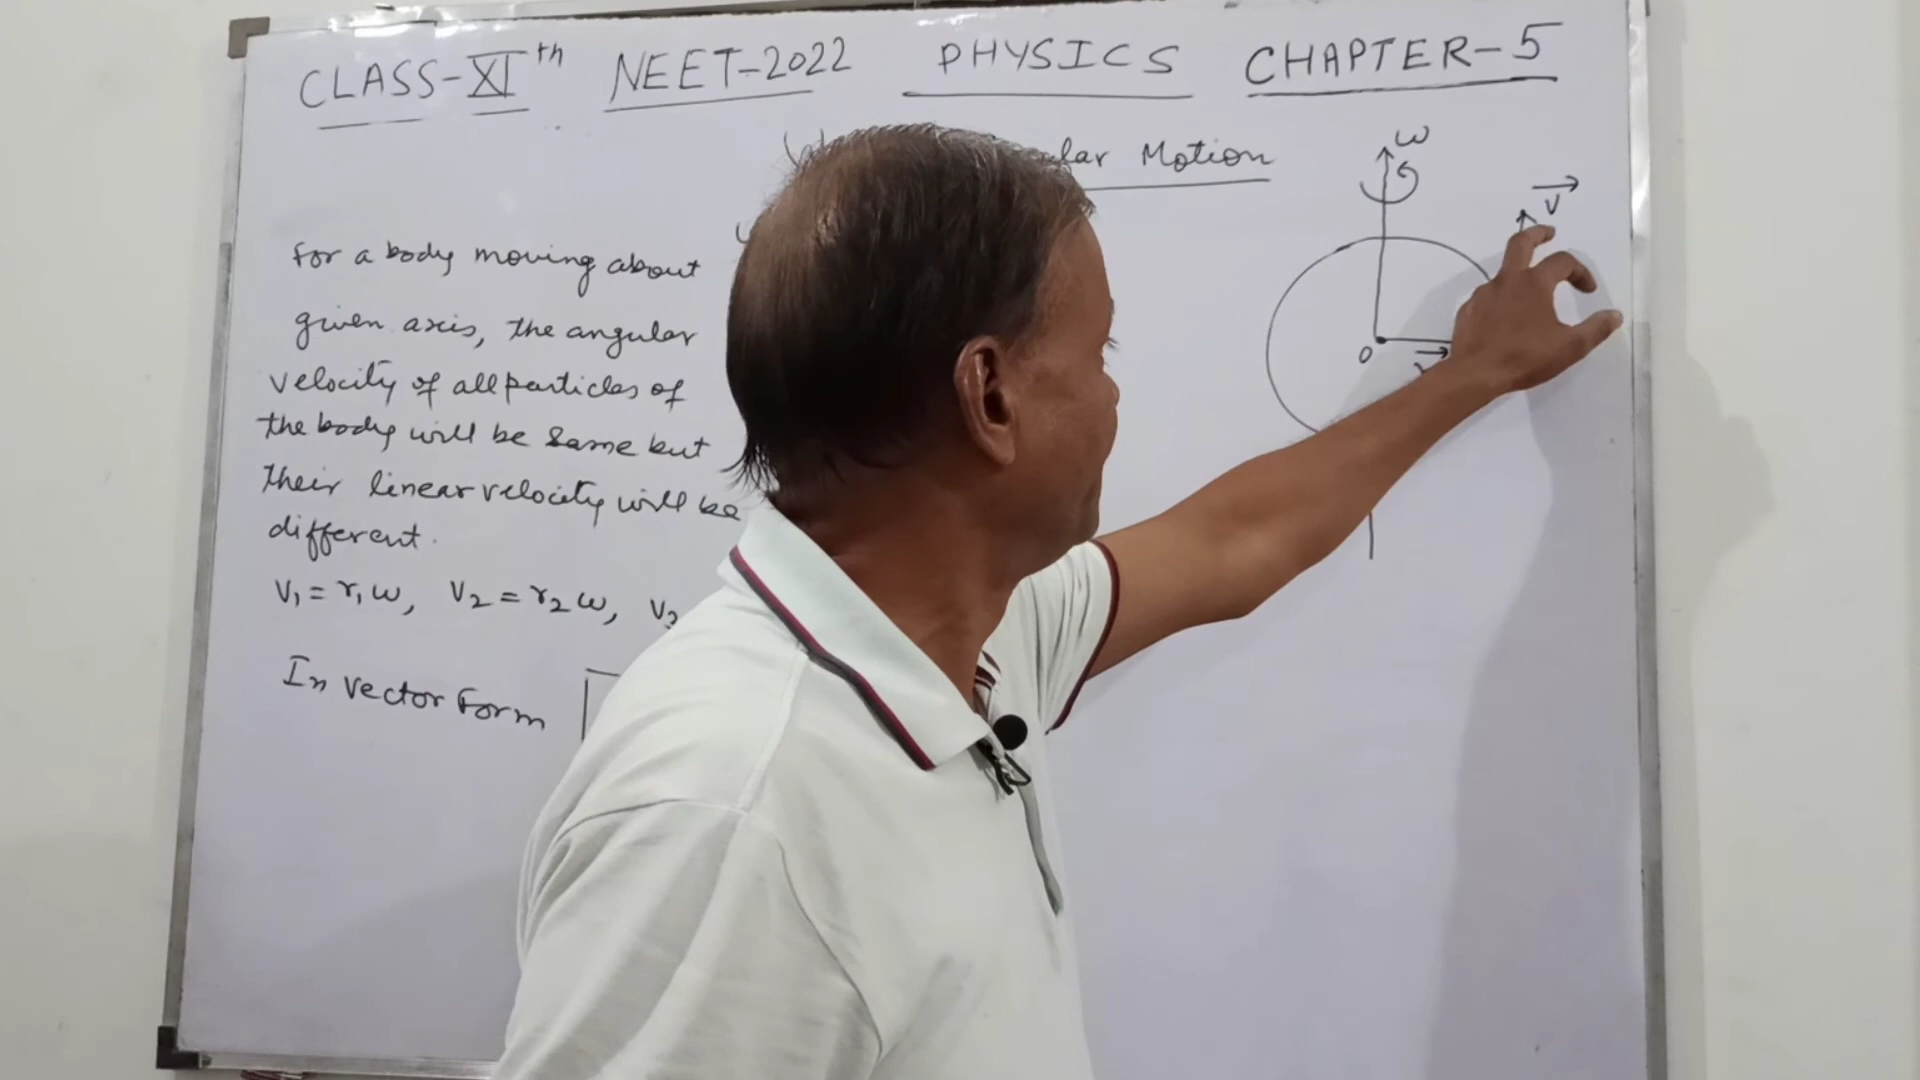 CLASS-XIth NEET-2022 PHYSICS CHAPTER-5
Motion
ω
V
O
For a body moving about
given axis, the angular
velocity of all particles of
the body will be same but
their linear velocity will be
different.
V₁ = r₁ω, V₂ = r₂ω, V₃
In vector Form